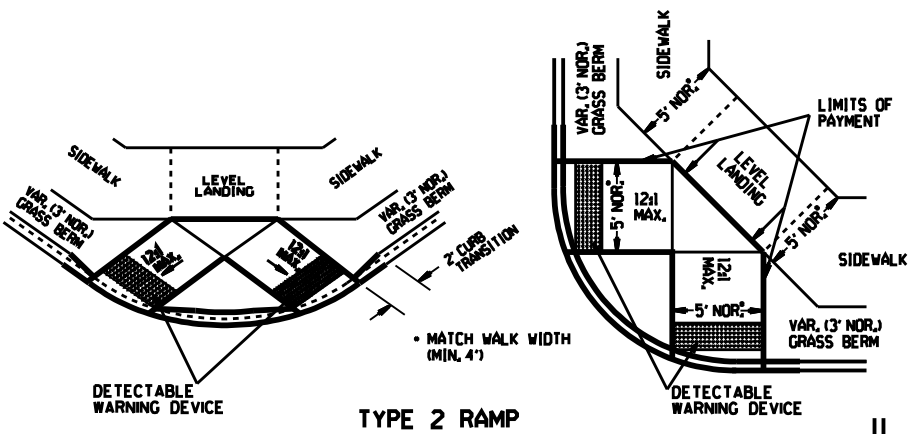 SIDEWALK
LEVEL
LANDING
SIDEWALK
VAR. (3' NOR.)
GRASS BERM
VAR. (3' NOR.)
GRASS BERM
12:1
MAX.
12:1
MAX.
2' CURB
TRANSITION
• MATCH WALK WIDTH
(MIN. 4')
DETECTABLE
WARNING DEVICE
VAR. (3' NOR.)
GRASS BERM
SIDEWALK
5' NOR.•
LIMITS OF
PAYMENT
LEVEL
LANDING
5' NOR.•
12:1
MAX.
5' NOR.•
SIDEWALK
12:1
MAX.
5' NOR.•
VAR. (3' NOR.)
GRASS BERM
DETECTABLE
WARNING DEVICE
TYPE 2 RAMP